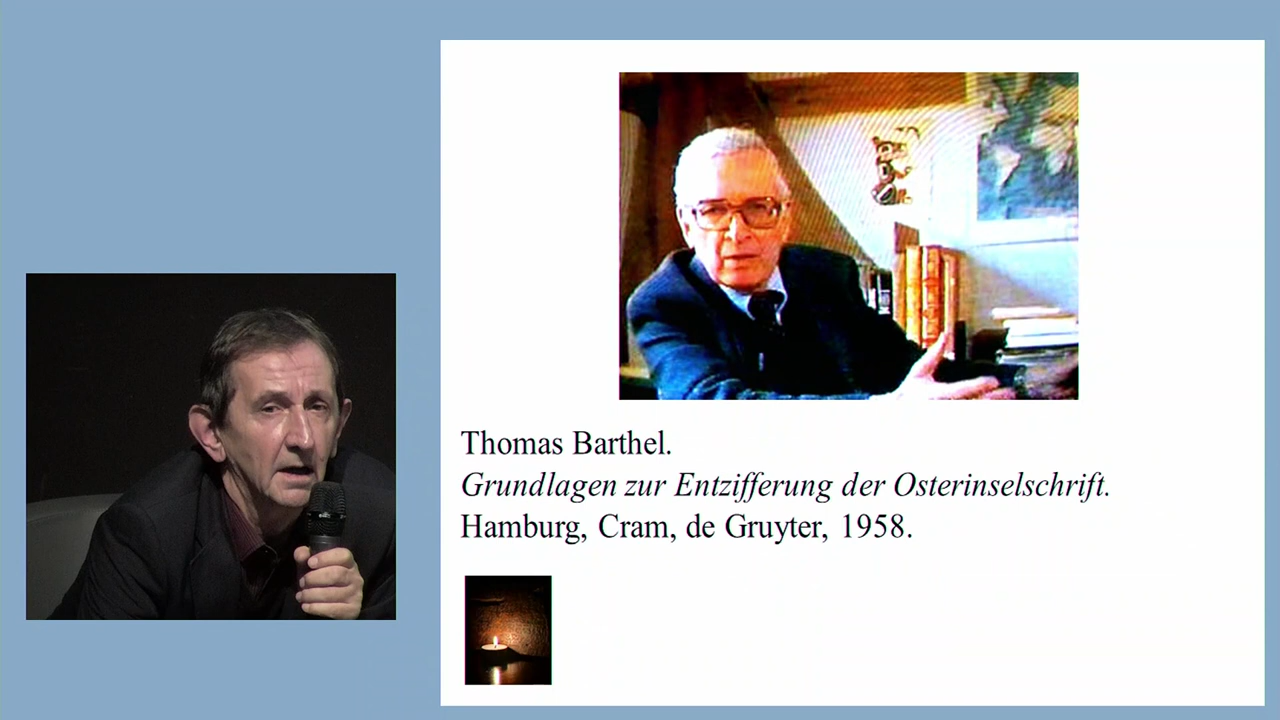 Thomas Barthel.
Grundlagen zur Entzifferung der Osterinselschrift.
Hamburg, Cram, de Gruyter, 1958.